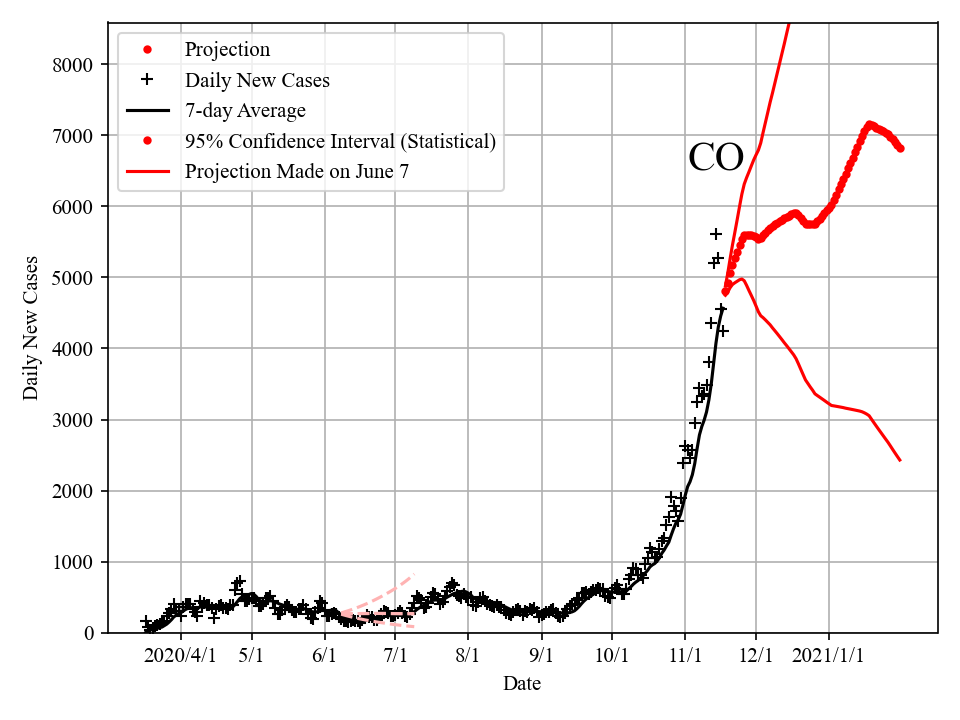 Projection
Daily New Cases
7-day Average
95% Confidence Interval (Statistical)
Projection Made on June 7
CO
8000
7000
6000
5000
4000
3000
2000
1000
0
Daily New Cases
2020/4/1 5/1 6/1 7/1 8/1 9/1 10/1 11/1 12/1 2021/1/1
Date